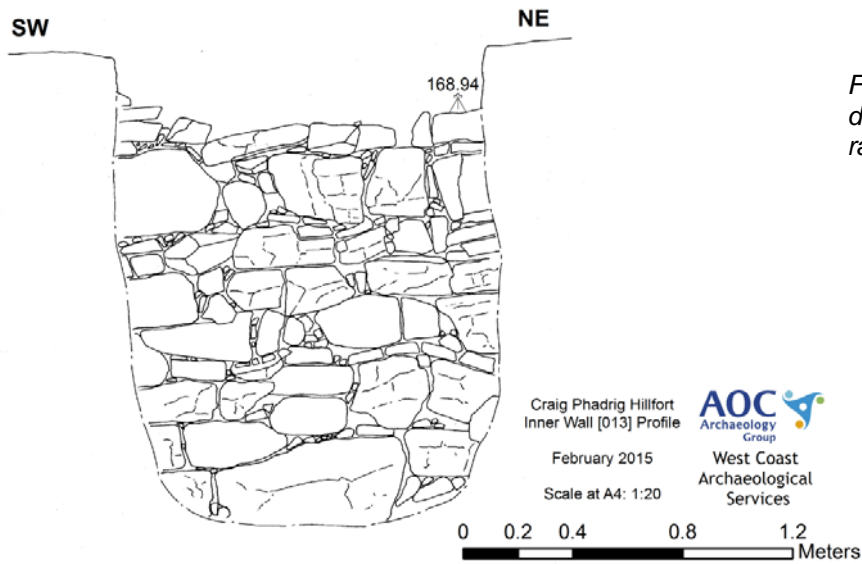 SW
NE
168.94
Craig Phadrig Hillfort
Inner Wall [013] Profile
February 2015
Scale at A4: 1:20
AOC
Archaeology
Group
West Coast
Archaeological
Services
0 0.2 0.4 0.8 1.2
Meters